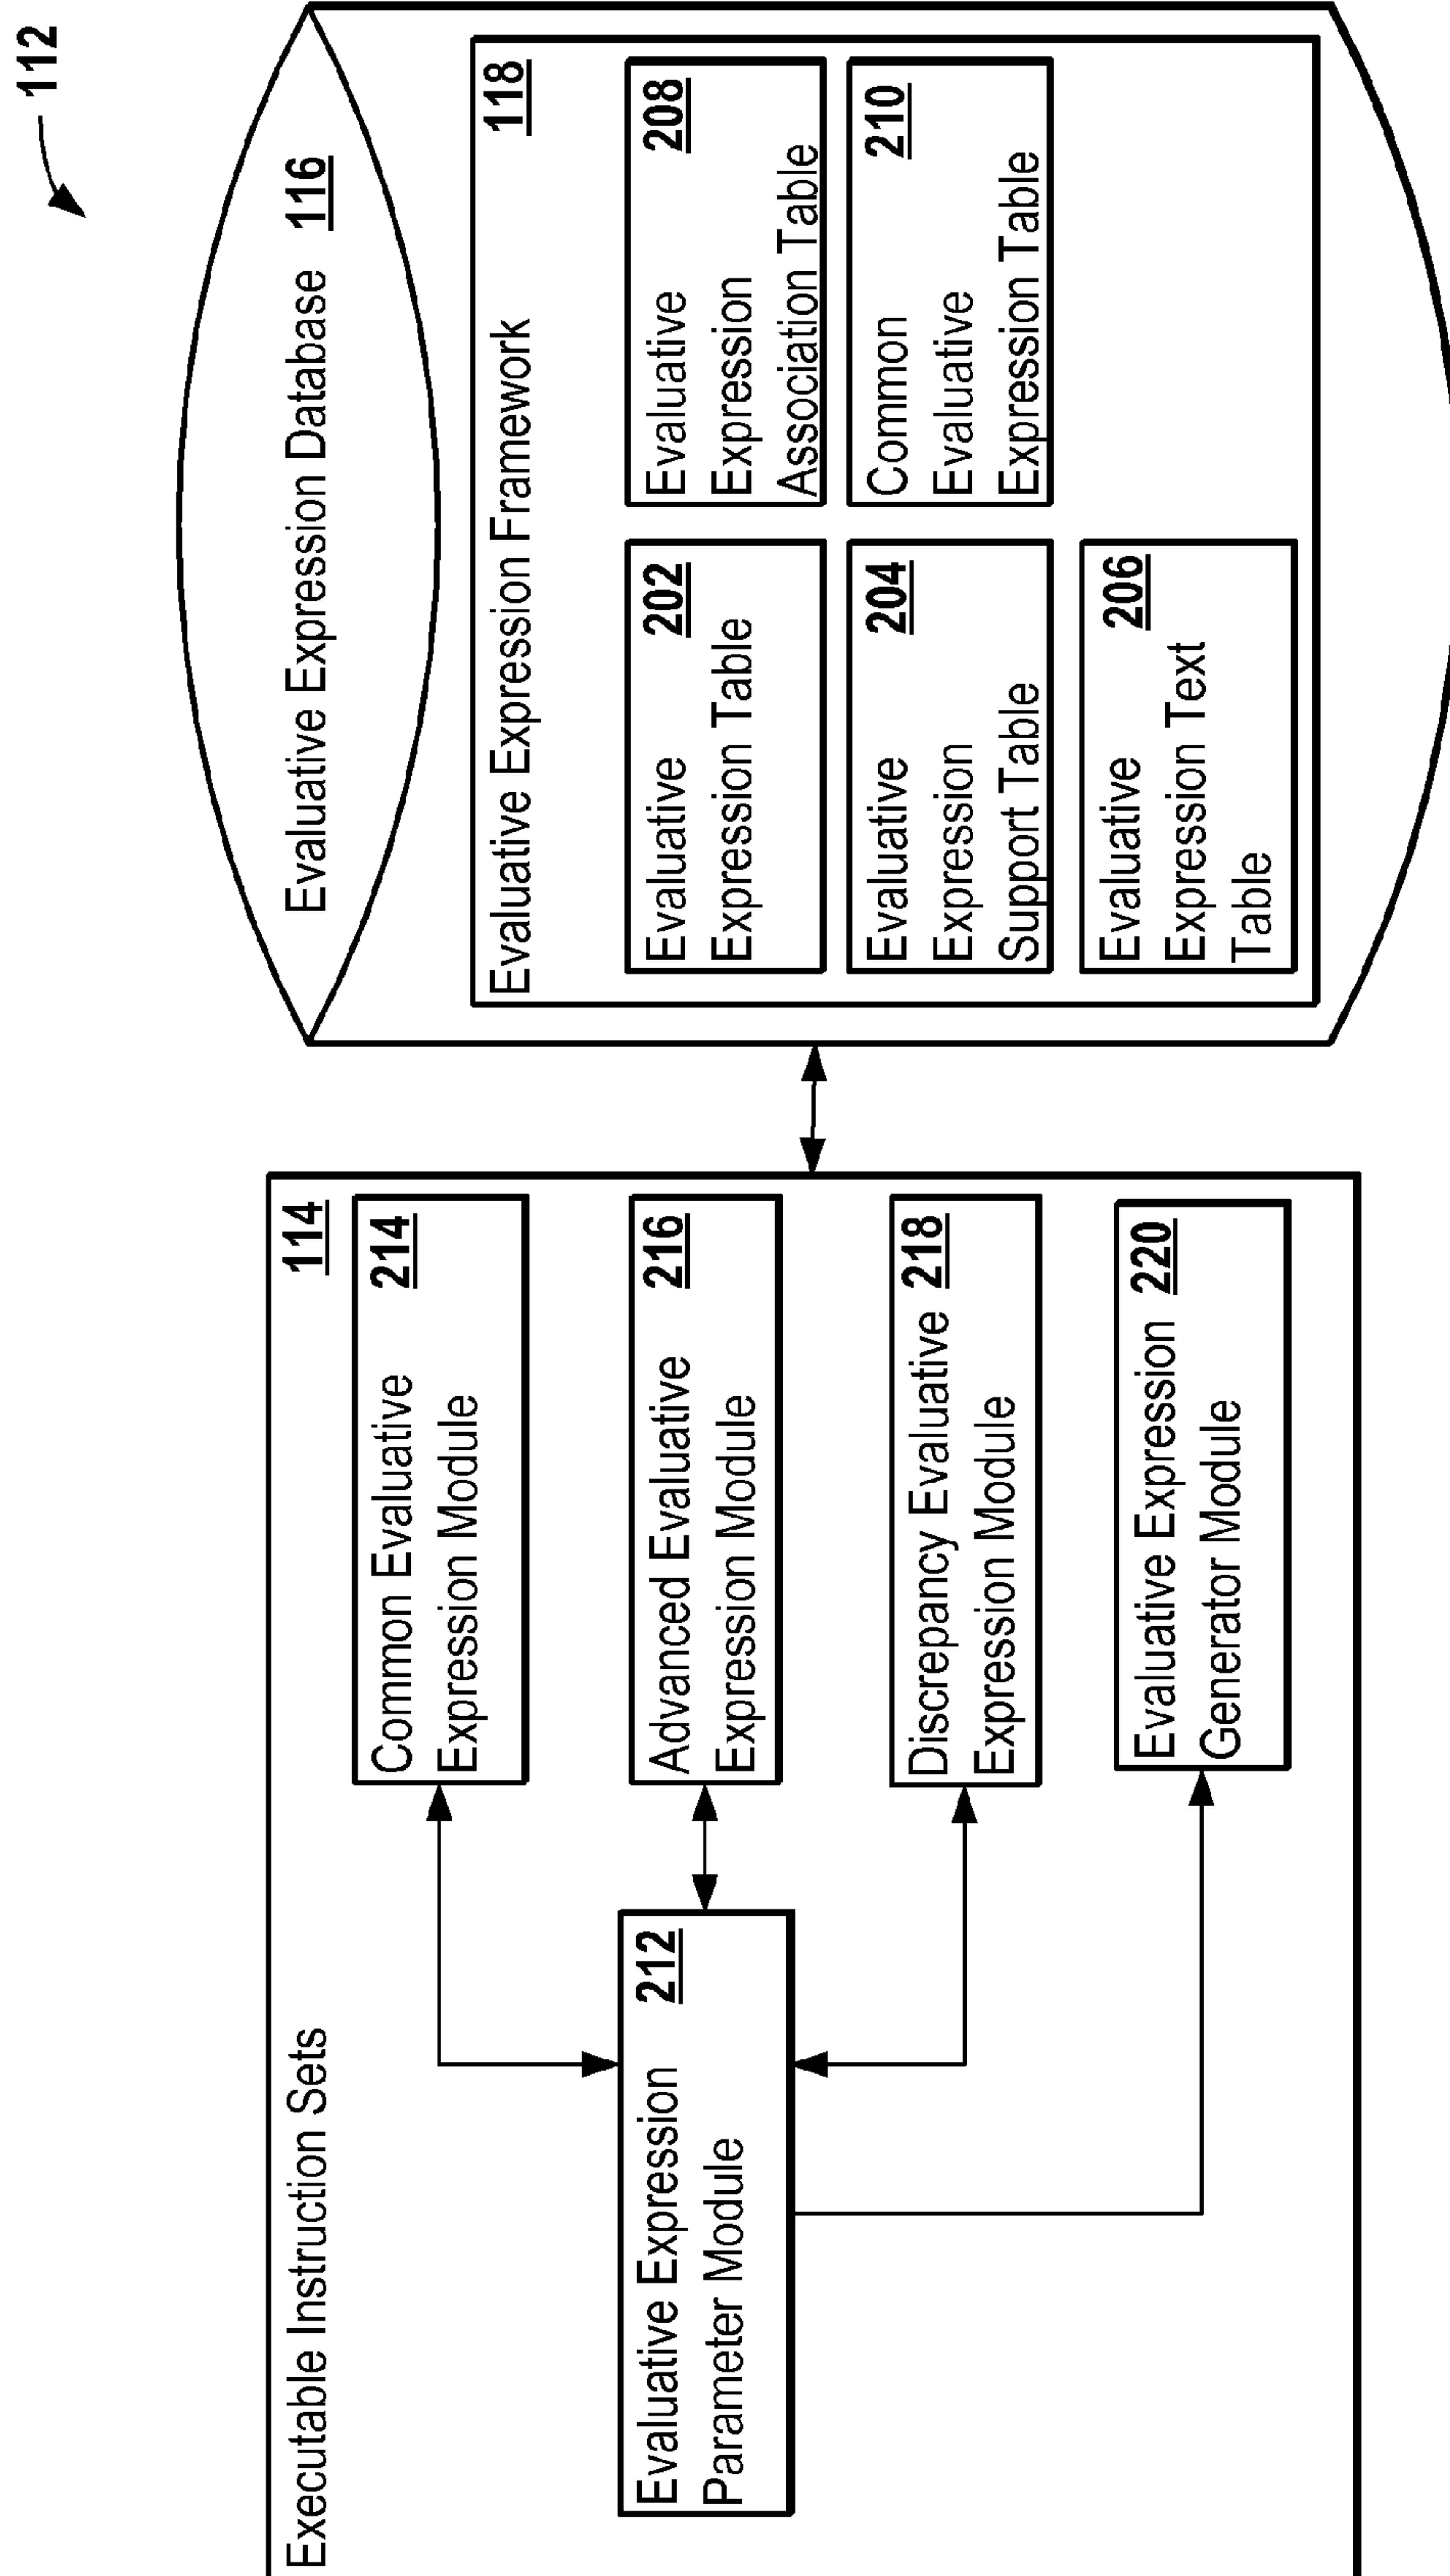 112
Executable Instruction Sets 114
Evaluative Expression 212
Parameter Module
Common Evaluative 214
Expression Module
Advanced Evaluative 216
Expression Module
Discrepancy Evaluative 218
Expression Module
Evaluative Expression 220
Generator Module
Evaluative Expression Database 116
Evaluative Expression Framework 118
Evaluative 202
Expression Table
Evaluative 204
Expression
Support Table
Evaluative 206
Expression Text
Table
Evaluative 208
Expression
Association Table
Common 210
Evaluative
Expression Table